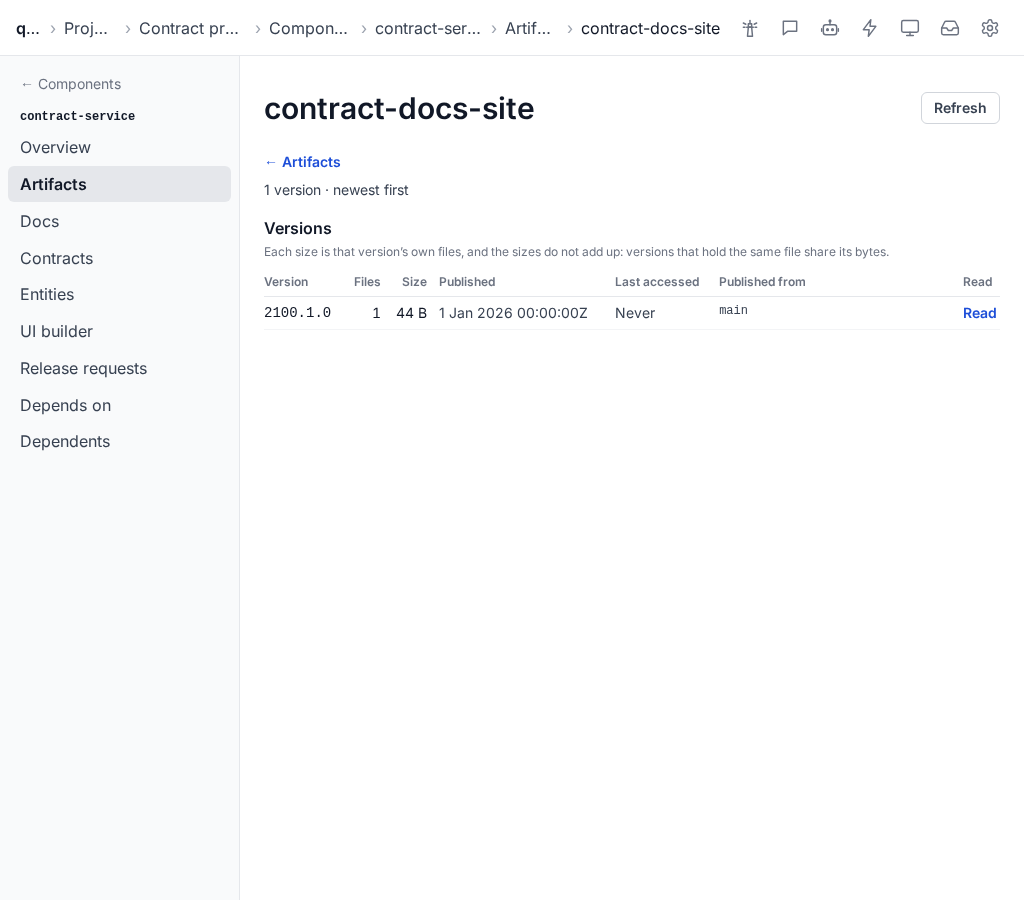 q… › Proj… › Contract pr… › Compon… › contract-ser… › Artif… › contract-docs-site
← Components
contract-service
Overview
Artifacts
Docs
Contracts
Entities
UI builder
Release requests
Depends on
Dependents
contract-docs-site
Refresh
← Artifacts
1 version · newest first
Versions
Each size is that version’s own files, and the sizes do not add up: versions that hold the same file share its bytes.
Version Files Size Published Last accessed Published from Read
2100.1.0 1 44 B 1 Jan 2026 00:00:00Z Never main Read